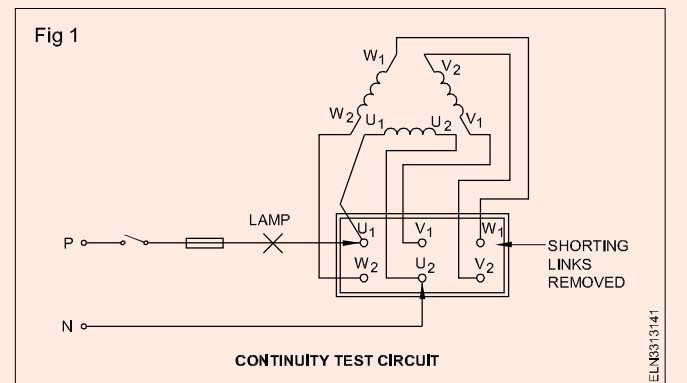 Fig 1
W1
V2
W2
U1
U2
V1
LAMP
P
U1
V1
W1
SHORTING
LINKS
REMOVED
W2
U2
V2
N
CONTINUITY TEST CIRCUIT
ELN3313141